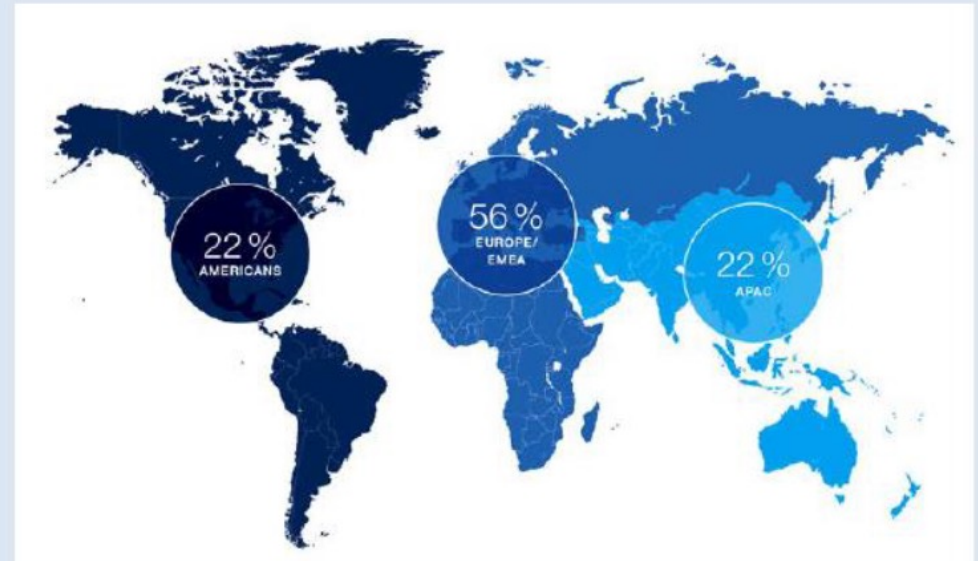 22 %
AMERICANS
56 %
EUROPE/
EMEA
22 %
APAC